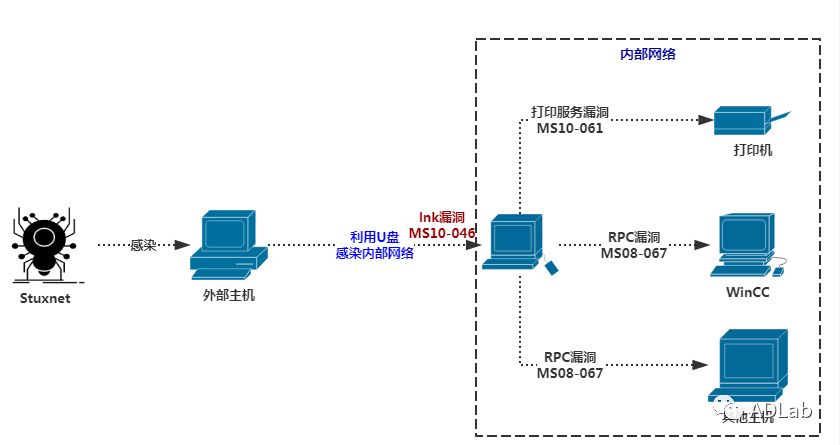 内部网络
打印服务漏洞
MS10-061
打印机
lnk漏洞
MS10-046
利用U盘
感染内部网络
感染
Stuxnet
外部主机
RPC漏洞
MS08-067
WinCC
RPC漏洞
MS08-067
其他主机
ADLab